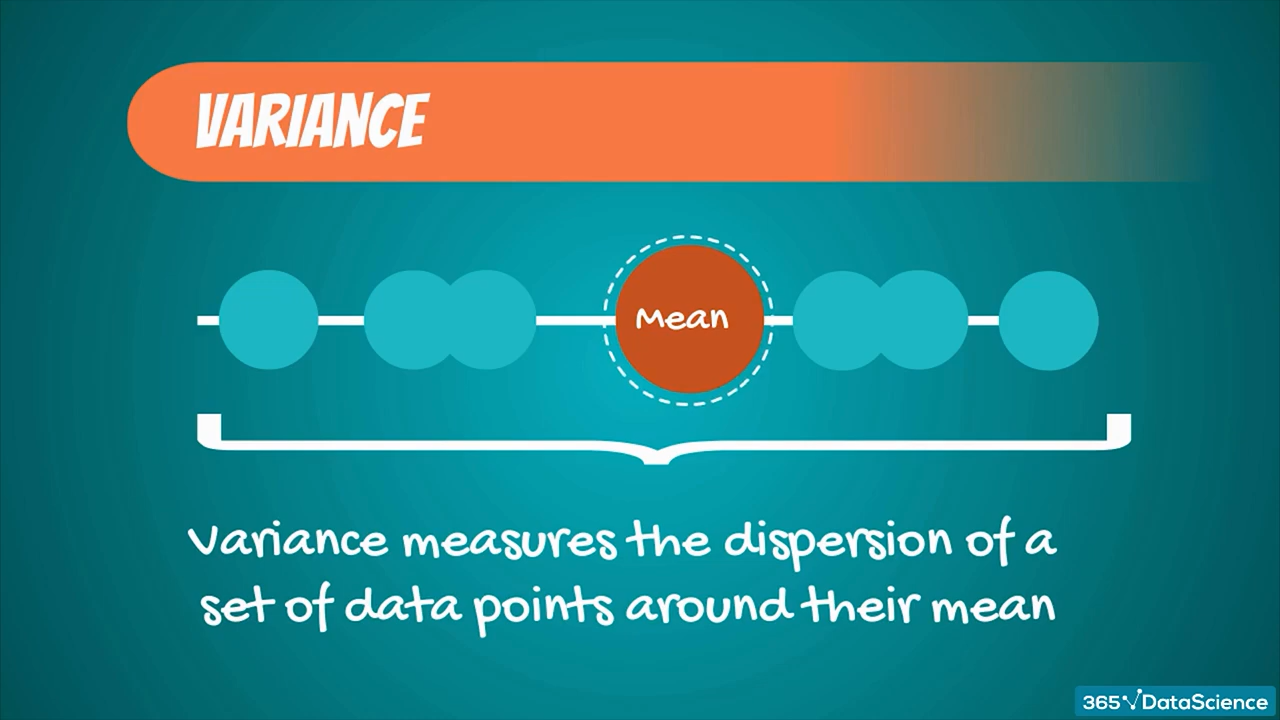 VARIANCE
Mean
Variance measures the dispersion of a
set of data points around their mean
365 DataScience